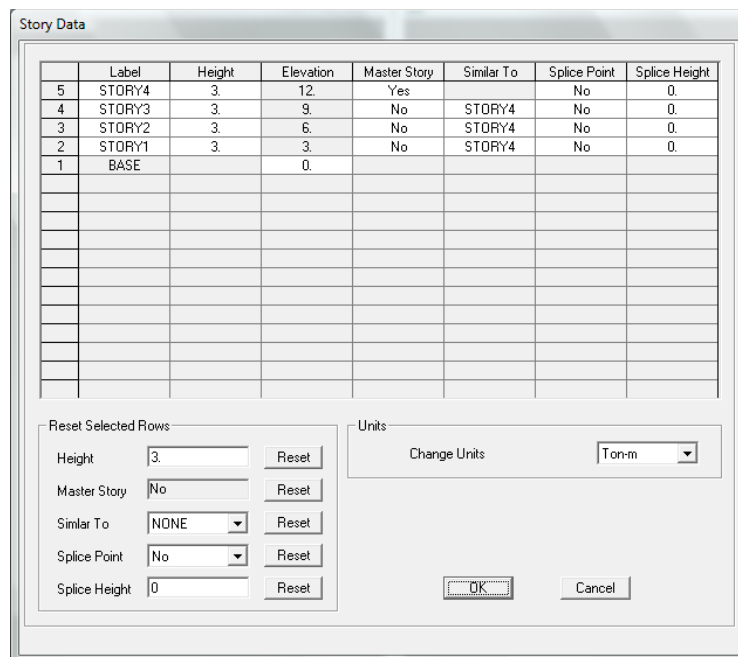 Story Data
Label Height Elevation Master Story Similar To Splice Point Splice Height
5 STORY4 3. 12. Yes No 0.
4 STORY3 3. 9. No STORY4 No 0.
3 STORY2 3. 6. No STORY4 No 0.
2 STORY1 3. 3. No STORY4 No 0.
1 BASE 0.
Reset Selected Rows
Height 3. Reset
Master Story No Reset
Simlar To NONE Reset
Splice Point No Reset
Splice Height 0 Reset
Units
Change Units Ton-m
OK Cancel